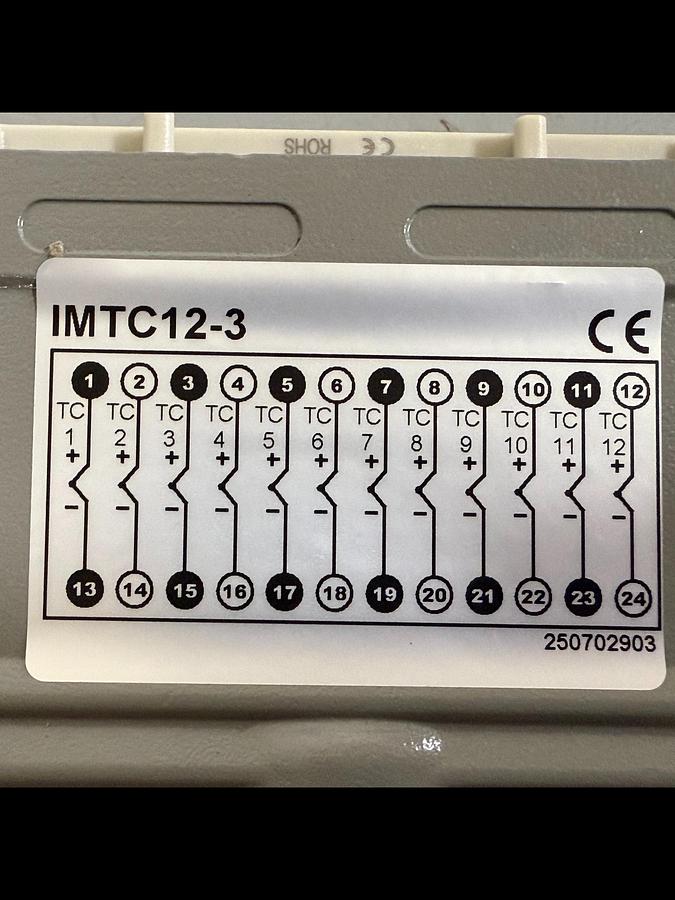 CE ROHS
IMTC12-3 CE
1 2 3 4 5 6 7 8 9 10 11 12
TC TC TC TC TC TC TC TC TC TC TC TC
1 2 3 4 5 6 7 8 9 10 11 12
+ + + + + + + + + + + +
- - - - - - - - - - - -
13 14 15 16 17 18 19 20 21 22 23 24
250702903